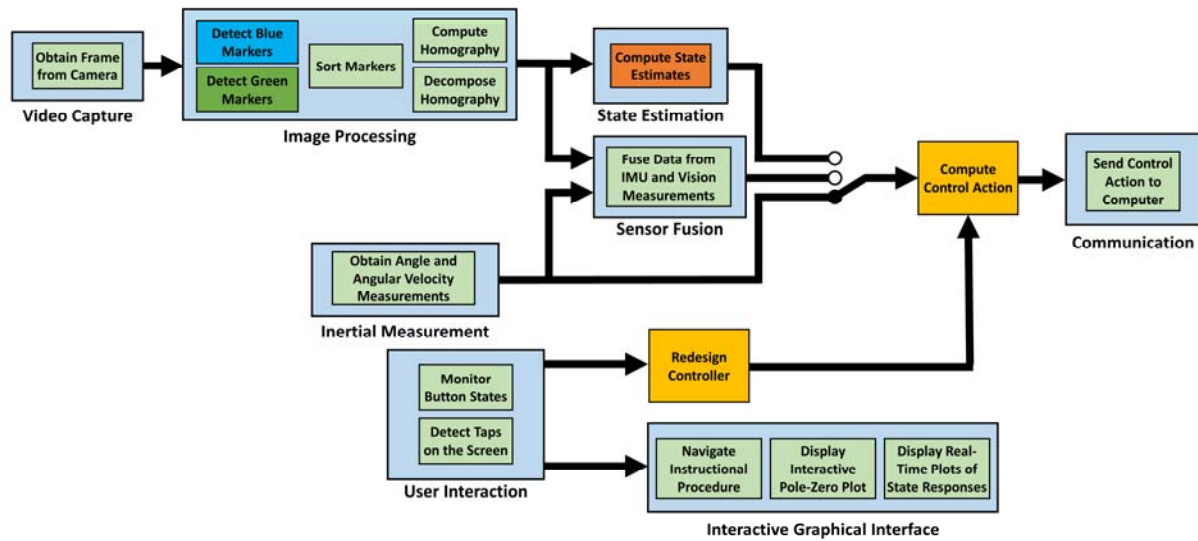 Obtain Frame
from Camera
Video Capture
Detect Blue
Markers
Detect Green
Markers
Sort Markers
Compute
Homography
Decompose
Homography
Image Processing
Compute State
Estimates
State Estimation
Fuse Data from
IMU and Vision
Measurements
Sensor Fusion
Compute
Control Action
Send Control
Action to
Computer
Communication
Obtain Angle and
Angular Velocity
Measurements
Inertial Measurement
Monitor
Button States
Detect Taps
on the Screen
User Interaction
Redesign
Controller
Navigate
Instructional
Procedure
Display
Interactive
Pole-Zero Plot
Display Real-
Time Plots of
State Responses
Interactive Graphical Interface